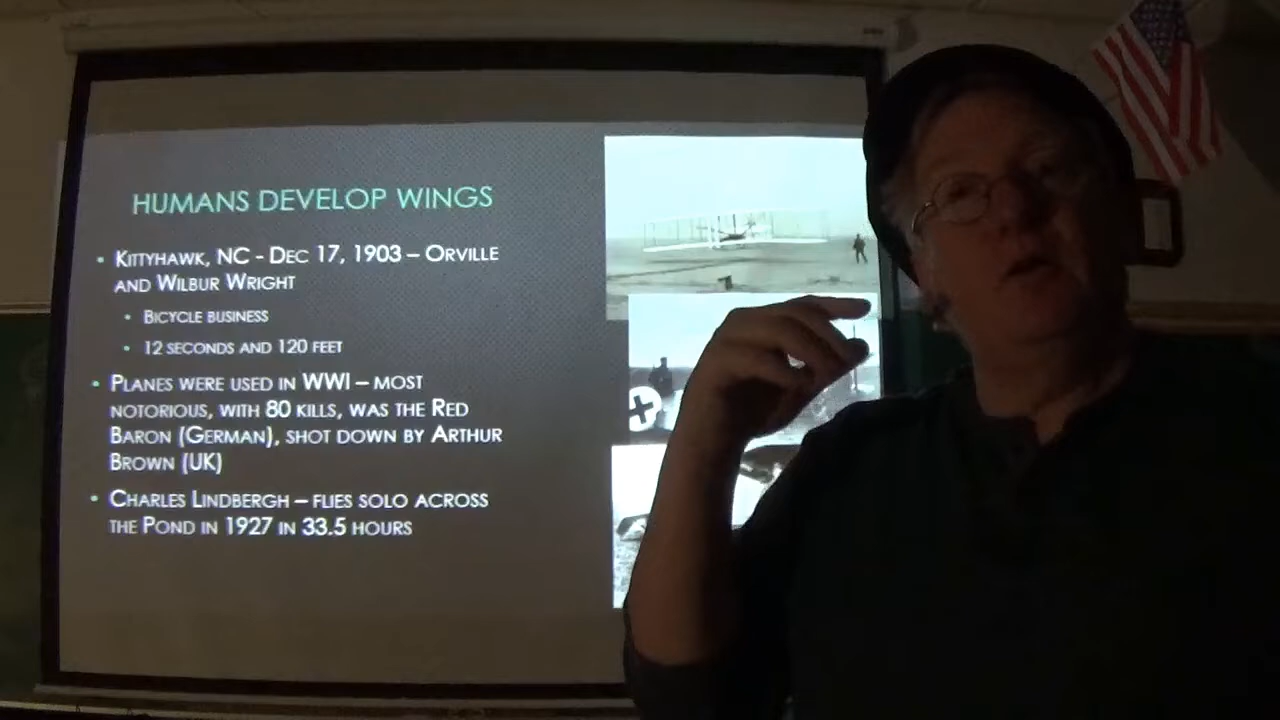 HUMANS DEVELOP WINGS
• KITTYHAWK, NC - DEC 17, 1903 – ORVILLE
AND WILBUR WRIGHT
• BICYCLE BUSINESS
• 12 SECONDS AND 120 FEET
• PLANES WERE USED IN WWI – MOST
NOTORIOUS, WITH 80 KILLS, WAS THE RED
BARON (GERMAN), SHOT DOWN BY ARTHUR
BROWN (UK)
• CHARLES LINDBERGH – FLIES SOLO ACROSS
THE POND IN 1927 IN 33.5 HOURS